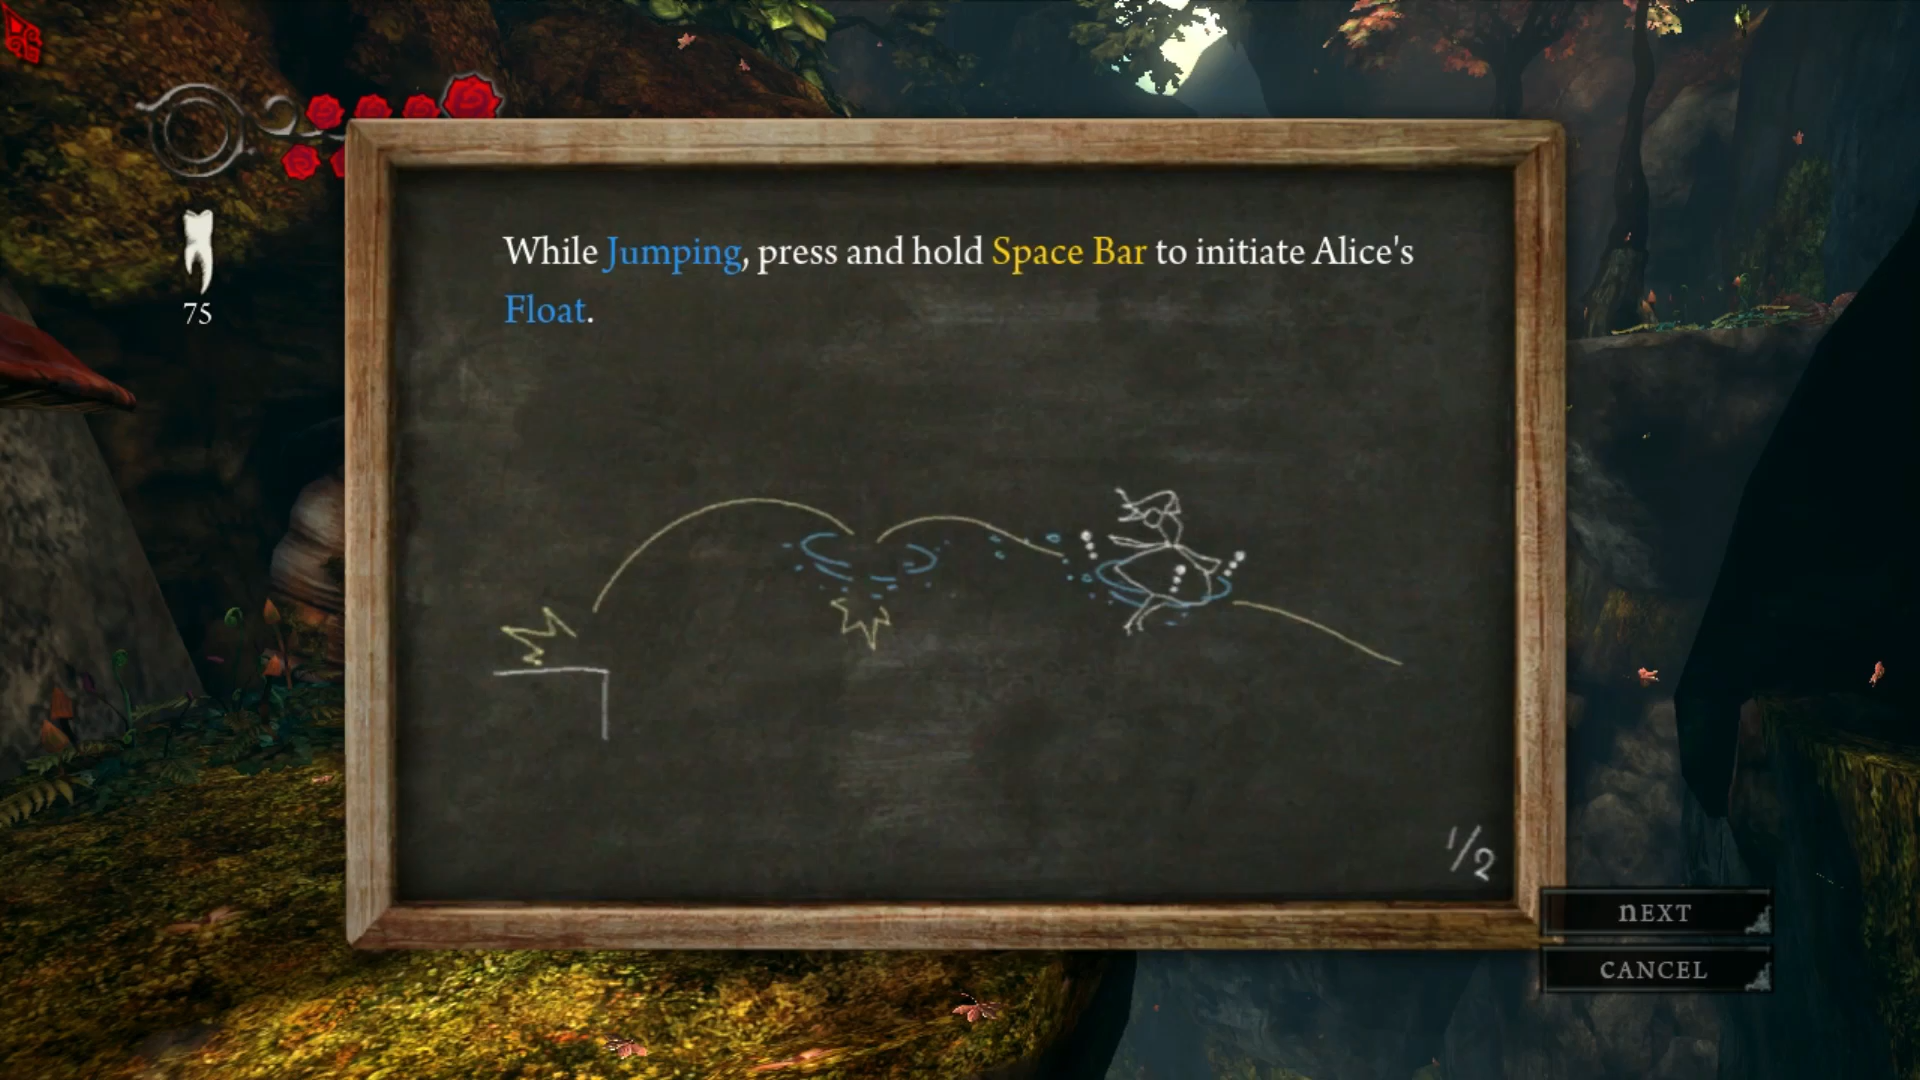 75
While Jumping, press and hold Space Bar to initiate Alice's
Float.
1/2
NEXT
CANCEL